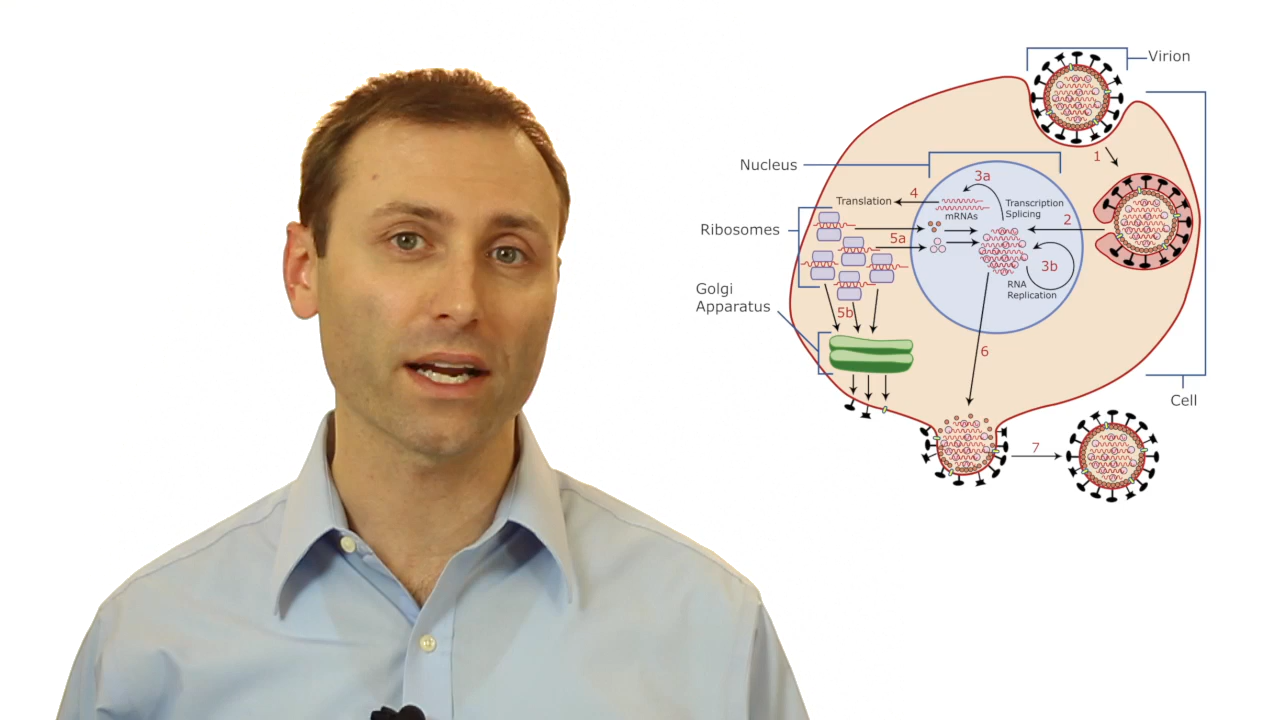 Virion
1
Nucleus
3a
4
Translation
mRNAs
Transcription
Splicing
2
Ribosomes
5a
3b
RNA
Replication
Golgi
Apparatus
5b
6
Cell
7